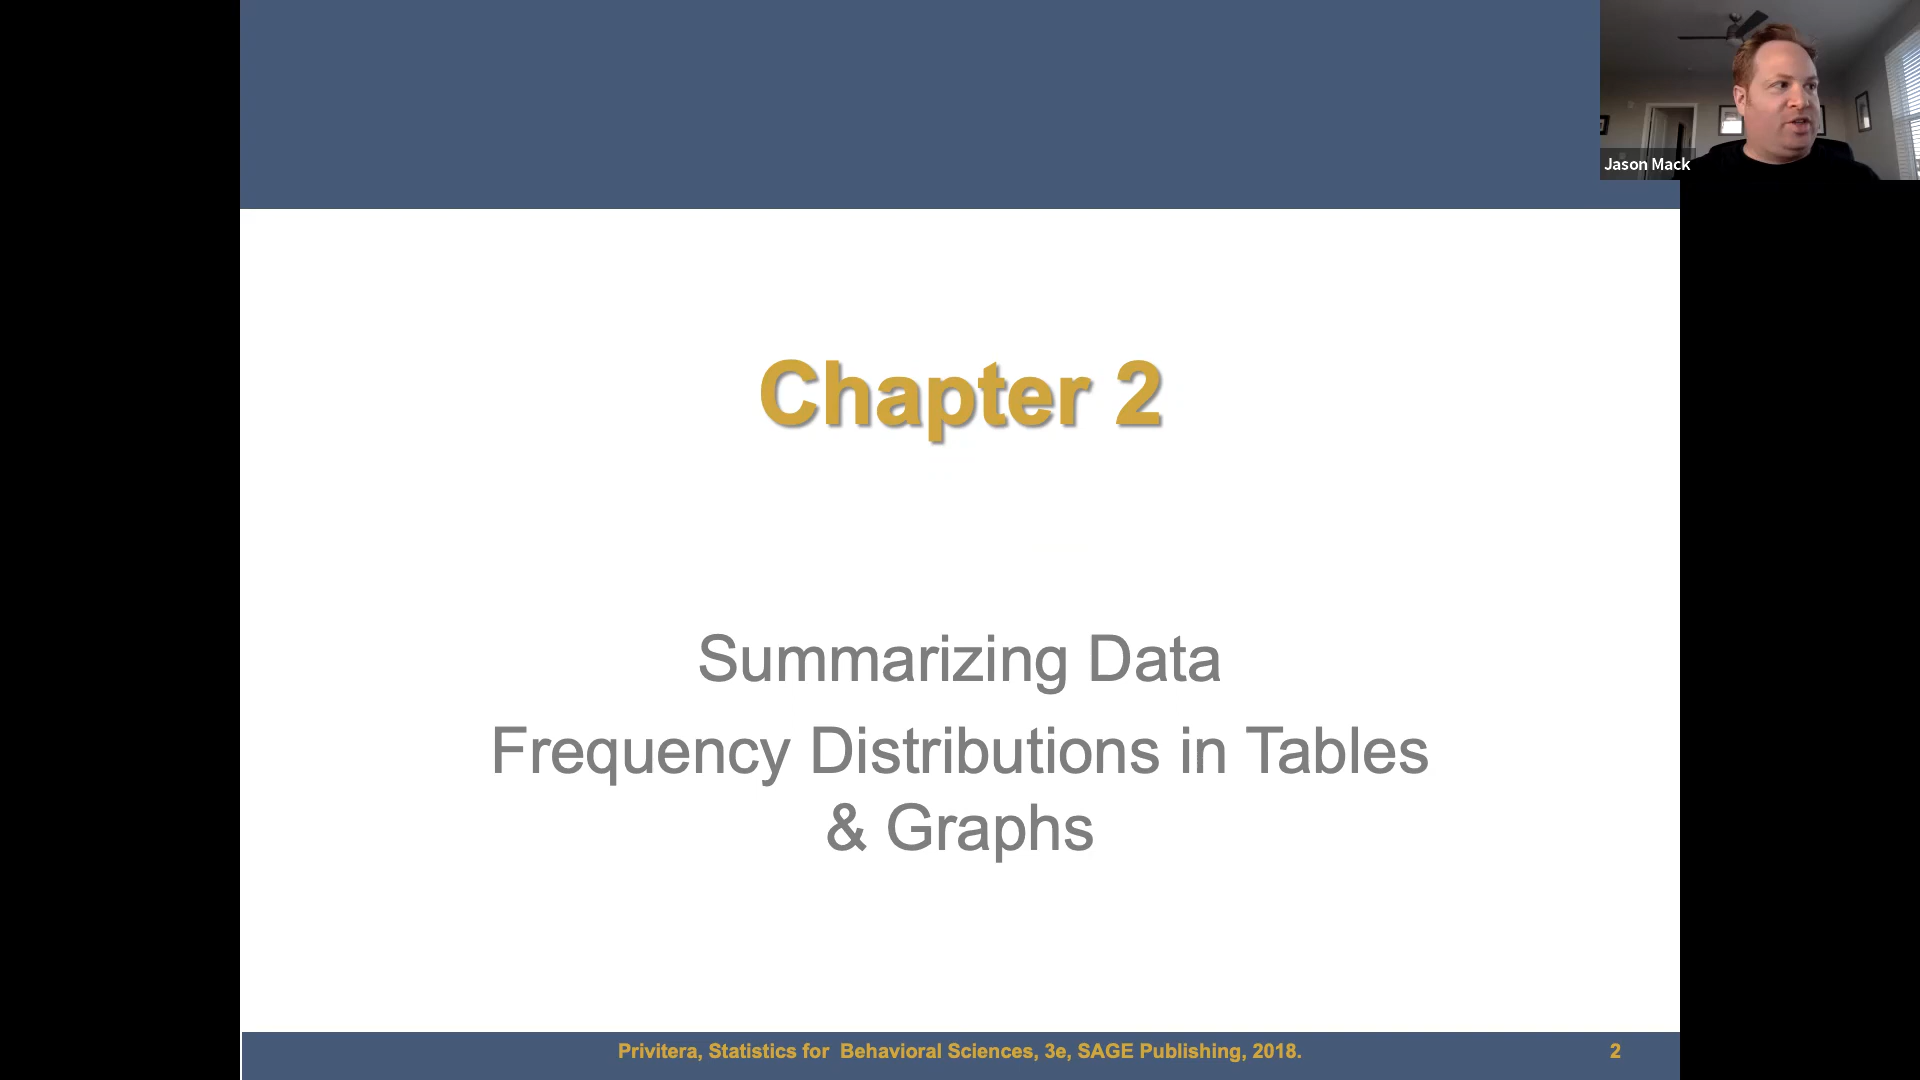 Jason Mack
Chapter 2
Summarizing Data
Frequency Distributions in Tables
& Graphs
Privitera, Statistics for  Behavioral Sciences, 3e, SAGE Publishing, 2018.
2